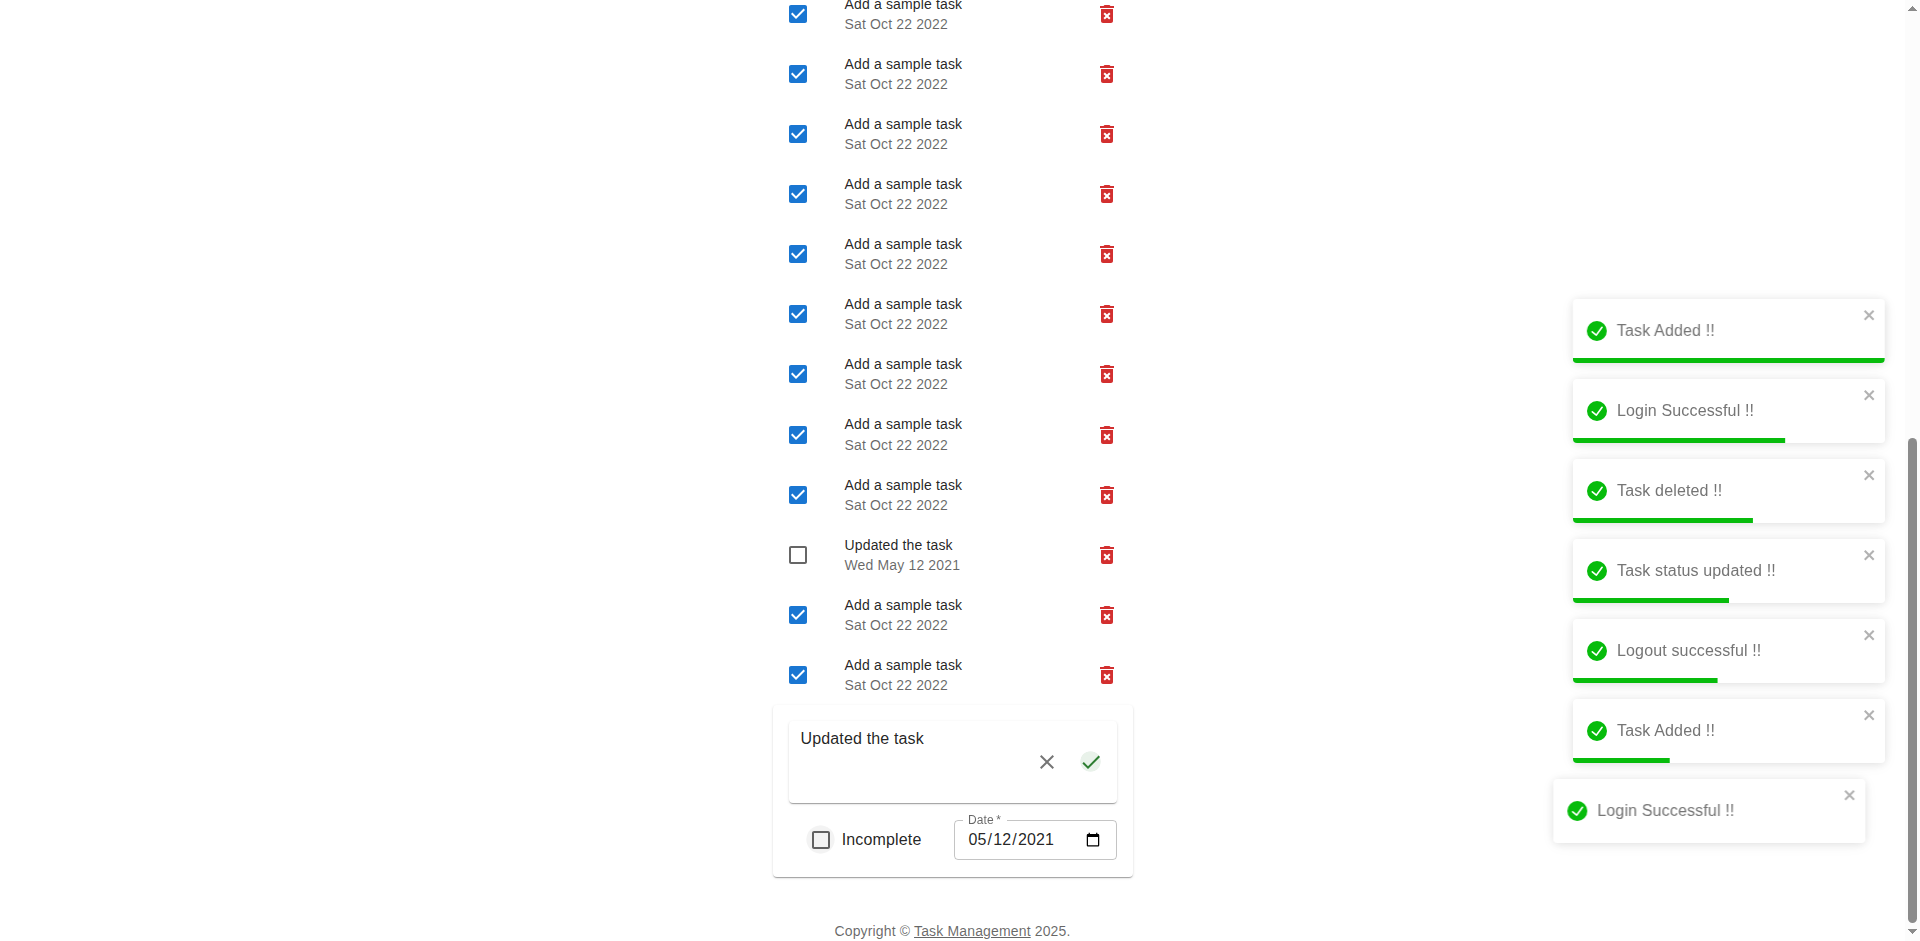 Add a sample task
Sat Oct 22 2022
Add a sample task
Sat Oct 22 2022
Add a sample task
Sat Oct 22 2022
Add a sample task
Sat Oct 22 2022
Add a sample task
Sat Oct 22 2022
Add a sample task
Sat Oct 22 2022
Add a sample task
Sat Oct 22 2022
Add a sample task
Sat Oct 22 2022
Add a sample task
Sat Oct 22 2022
Updated the task
Wed May 12 2021
Add a sample task
Sat Oct 22 2022
Add a sample task
Sat Oct 22 2022
Updated the task
Incomplete
Date *
05/12/2021
Copyright © Task Management 2025.
Task Added !!
Login Successful !!
Task deleted !!
Task status updated !!
Logout successful !!
Task Added !!
Login Successful !!